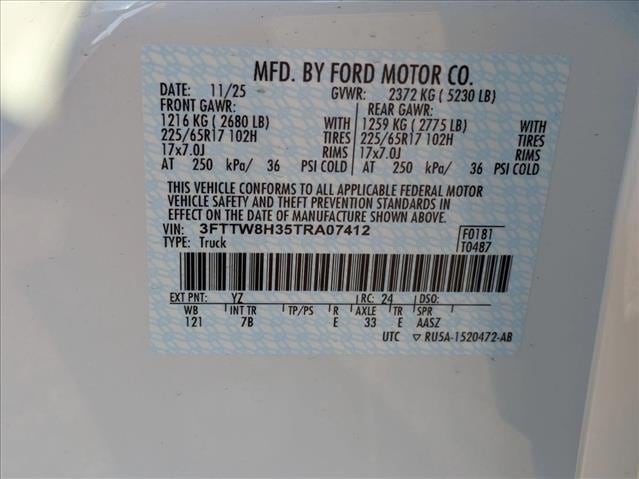 MFD. BY FORD MOTOR CO.
DATE: 11/25 GVWR: 2372 KG ( 5230 LB)
FRONT GAWR: REAR GAWR:
1216 KG ( 2680 LB) WITH 1259 KG ( 2775 LB) WITH
225/65R17 102H TIRES 225/65R17 102H TIRES
17x7.0J RIMS 17x7.0J RIMS
AT 250 kPa/ 36 PSI COLD AT 250 kPa/ 36 PSI COLD
THIS VEHICLE CONFORMS TO ALL APPLICABLE FEDERAL MOTOR
VEHICLE SAFETY AND THEFT PREVENTION STANDARDS IN
EFFECT ON THE DATE OF MANUFACTURE SHOWN ABOVE.
VIN: 3FTTW8H35TRA07412 F0181
TYPE: Truck T0487
EXT PNT: YZ RC: 24 DSO:
WB INT TR TP/PS R AXLE TR SPR
121 7B E 33 E AASZ
UTC ▽ RU5A-1520472-AB